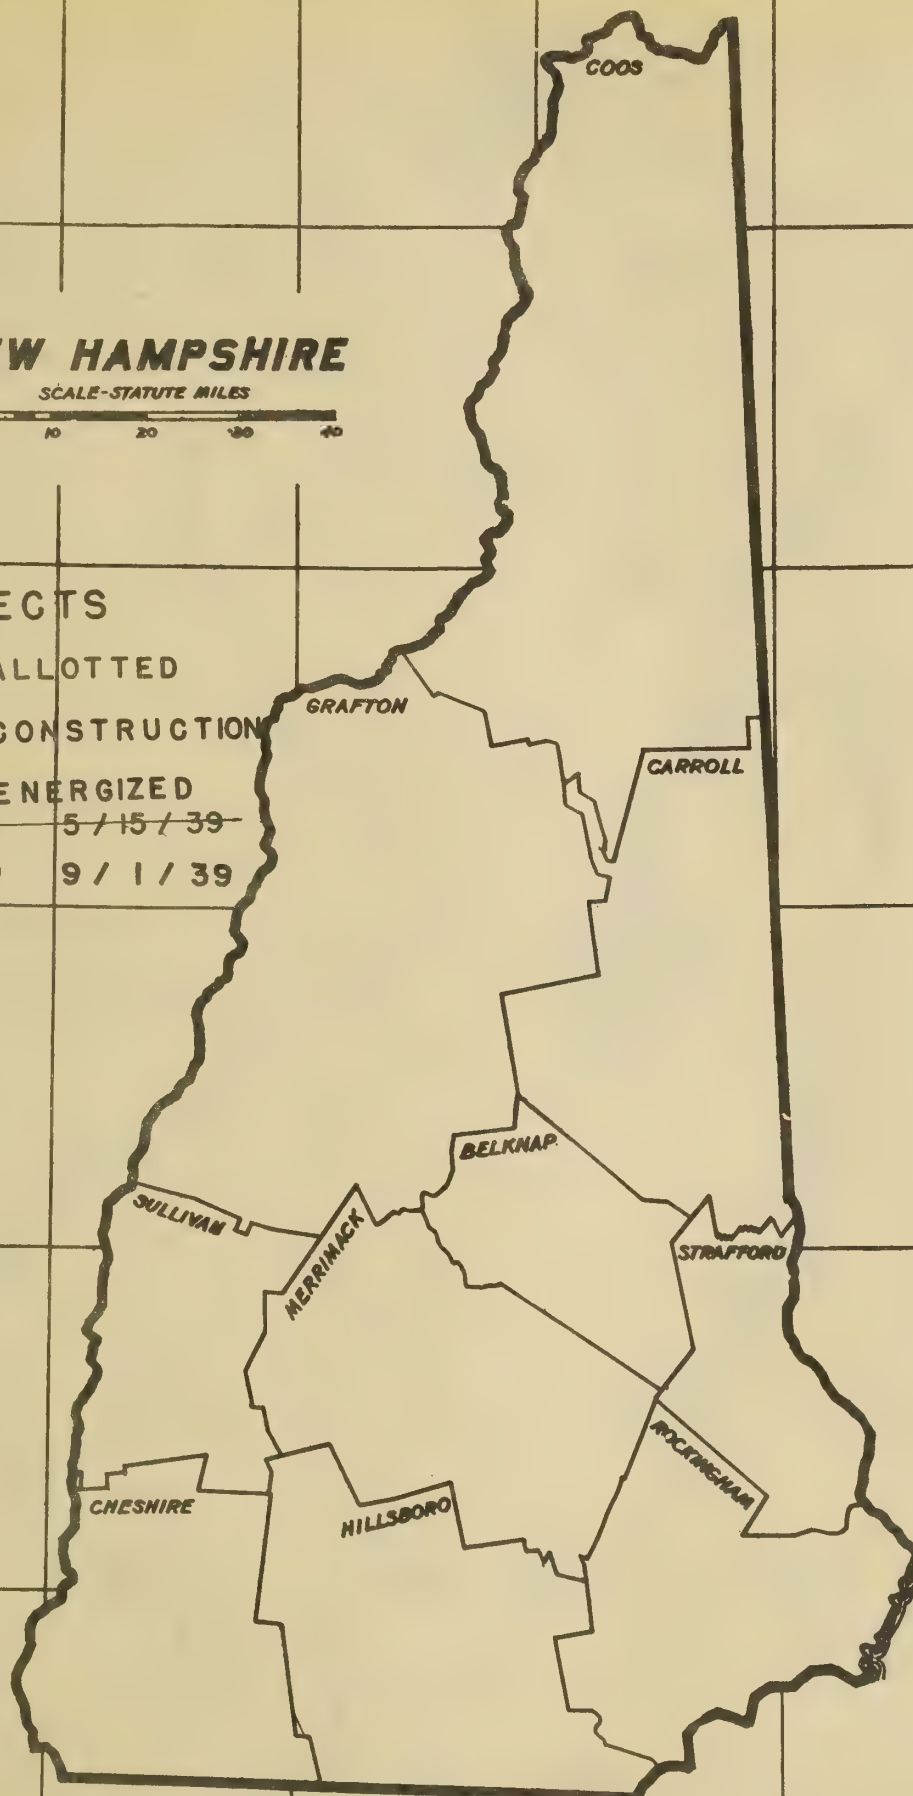 COOS
EW HAMPSHIRE
SCALE-STATUTE MILES
10 20 30 40
ECTS
ALLOTTED
GRAFTON
CONSTRUCTION
CARROLL
ENERGIZED
5/15/39
9/1/39
BELKNAP
SULLIVAN
MERRIMACK
STRAFFORD
ROCKINGHAM
CHESHIRE
HILLSBORO